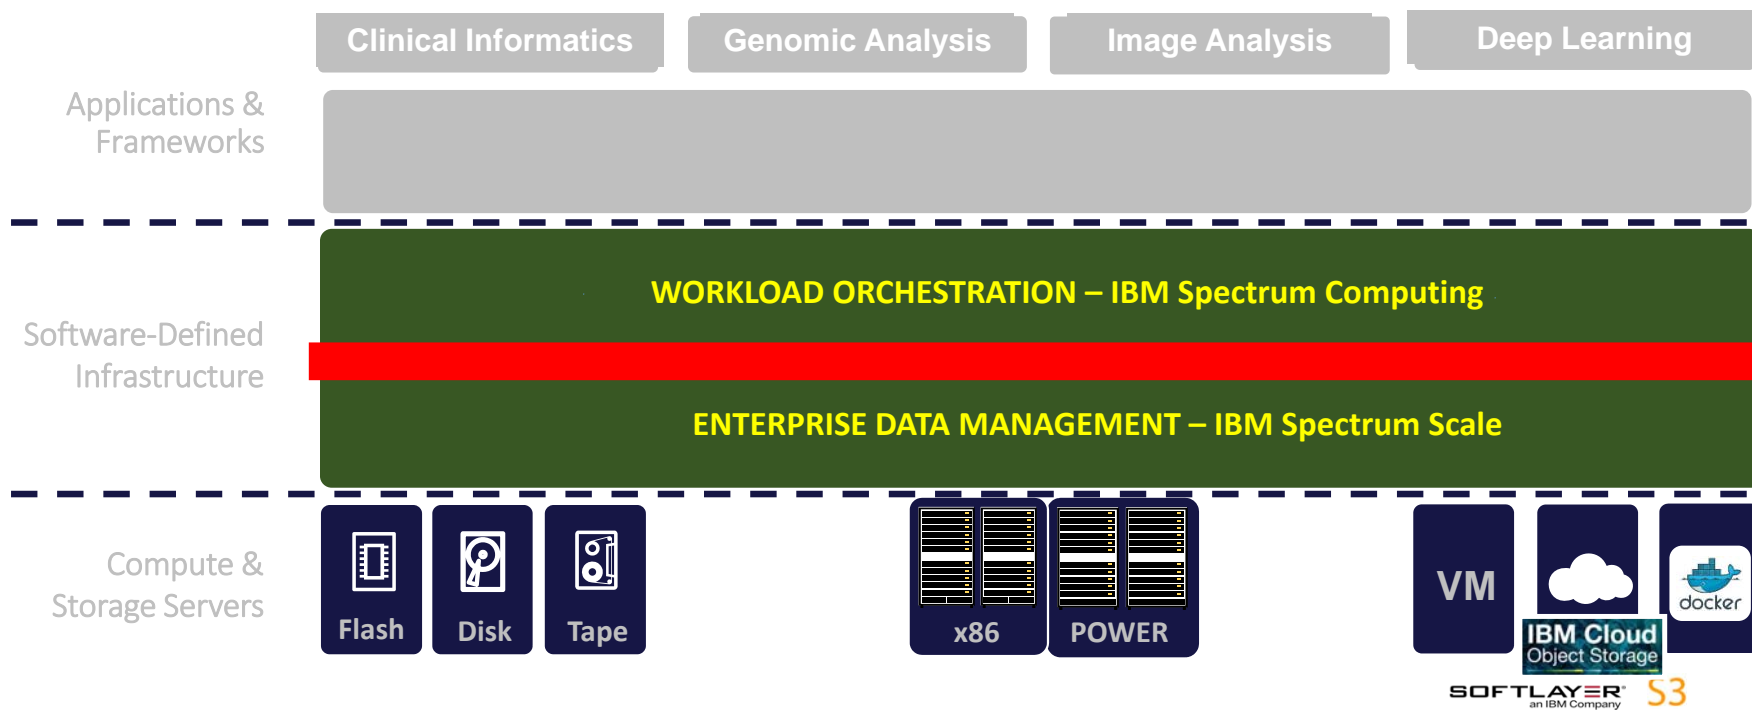 Clinical Informatics
Genomic Analysis
Image Analysis
Deep Learning
Applications &
Frameworks
WORKLOAD ORCHESTRATION – IBM Spectrum Computing
Software-Defined
Infrastructure
ENTERPRISE DATA MANAGEMENT – IBM Spectrum Scale
Compute &
Storage Servers
Flash
Disk
Tape
x86
POWER
VM
docker
IBM Cloud
Object Storage
SOFTLAYER®
an IBM Company
S3